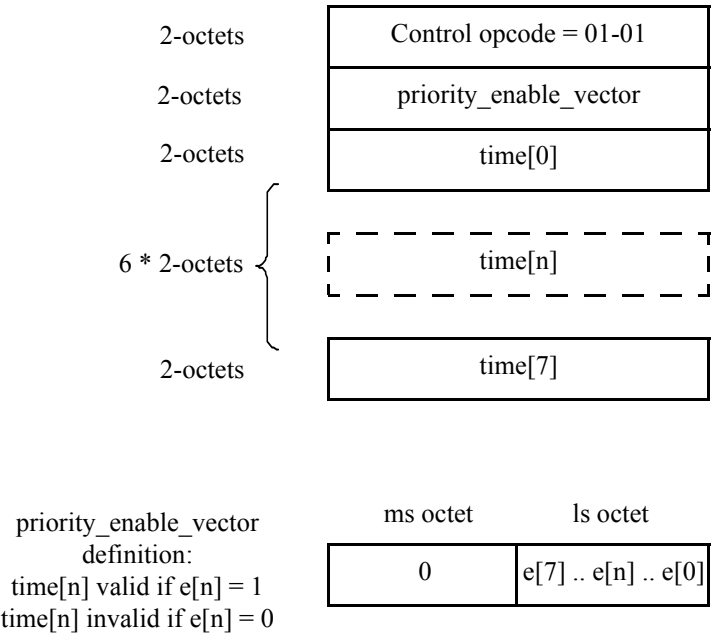 2-octets Control opcode = 01-01
2-octets priority_enable_vector
2-octets time[0]
6 * 2-octets time[n]
2-octets time[7]
ms octet ls octet
priority_enable_vector
definition:
time[n] valid if e[n] = 1
time[n] invalid if e[n] = 0
0 e[7] .. e[n] .. e[0]